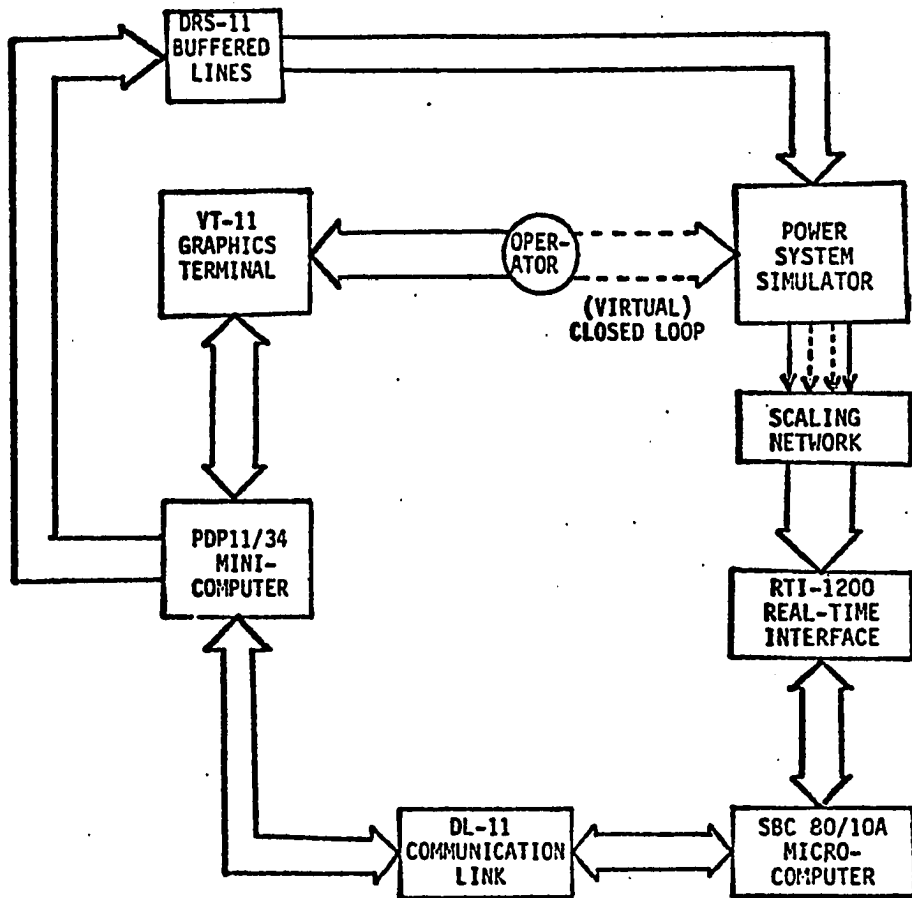 DRS-11
BUFFERED
LINES
VT-11
GRAPHICS
TERMINAL
OPER-
ATOR
(VIRTUAL)
CLOSED LOOP
POWER
SYSTEM
SIMULATOR
SCALING
NETWORK
PDP11/34
MINI-
COMPUTER
RTI-1200
REAL-TIME
INTERFACE
DL-11
COMMUNICATION
LINK
SBC 80/10A
MICRO-
COMPUTER